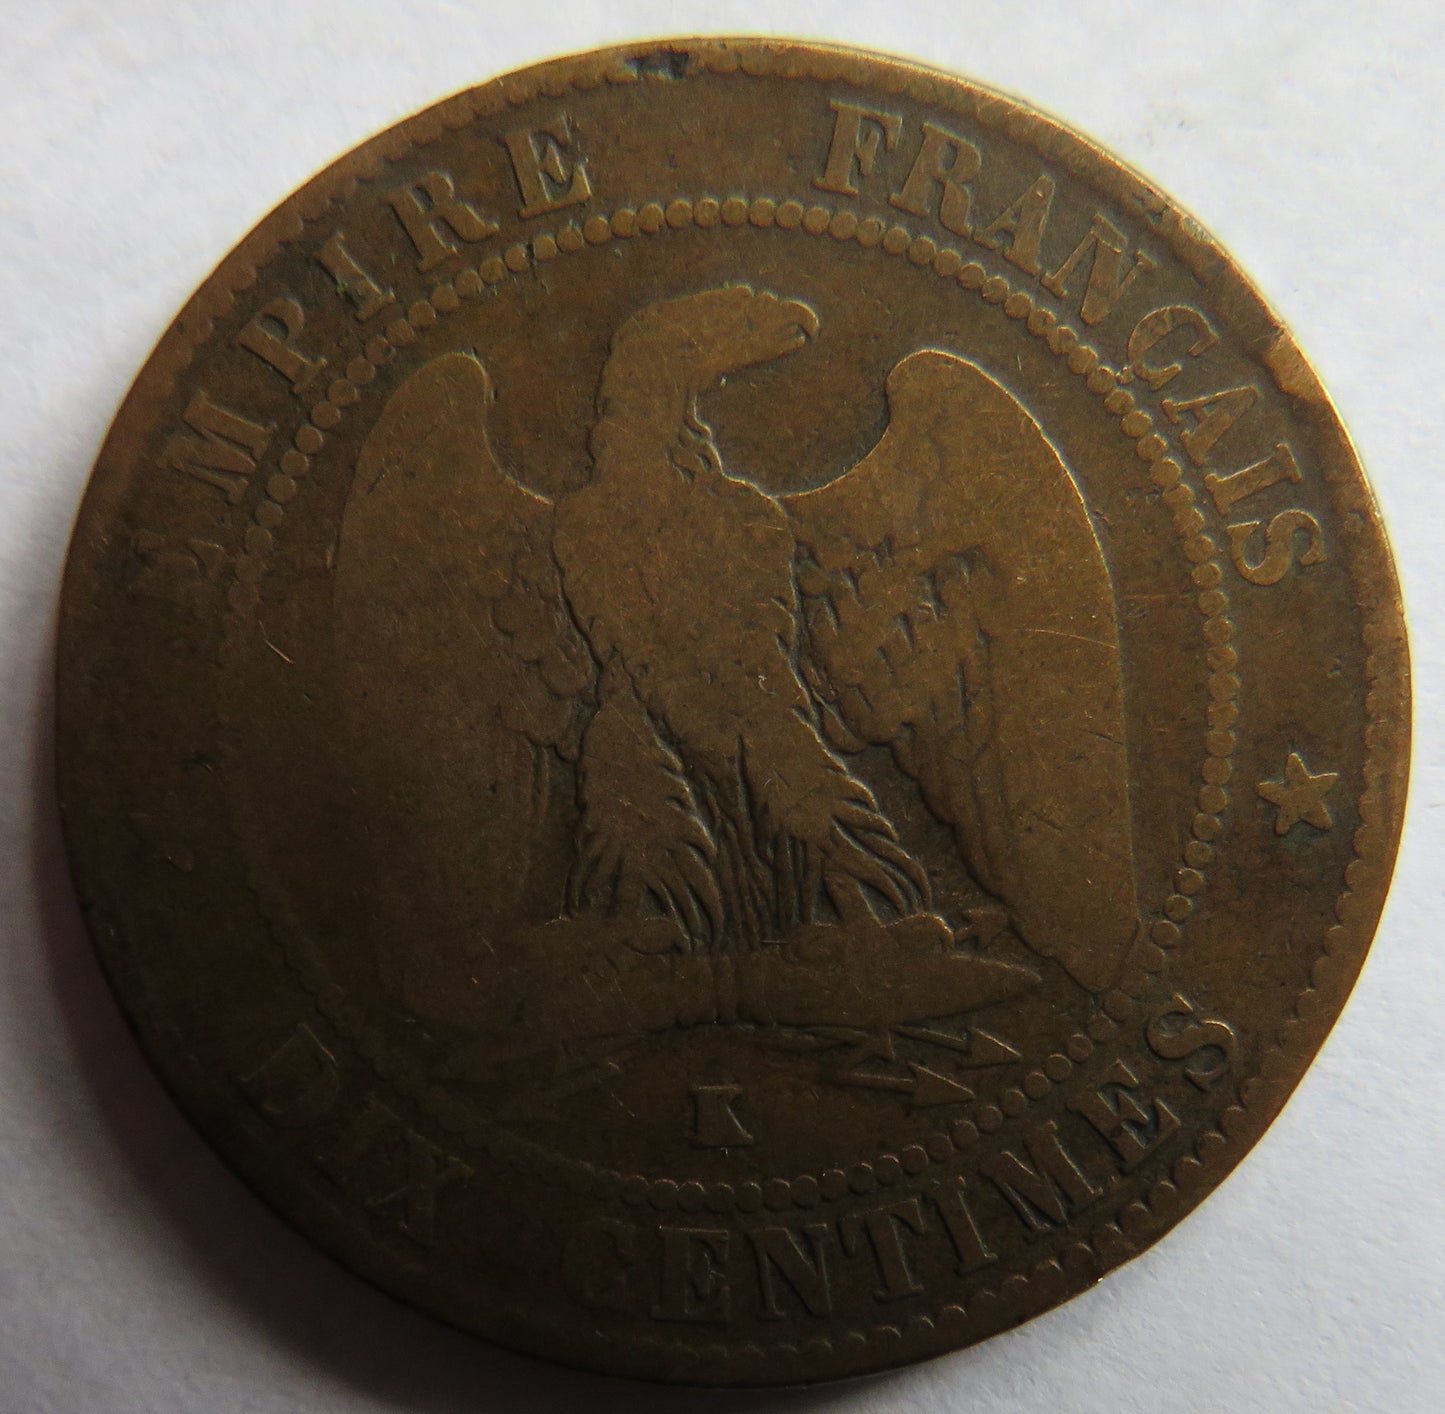 EMPIRE FRANÇAIS
K
DIX CENTIMES